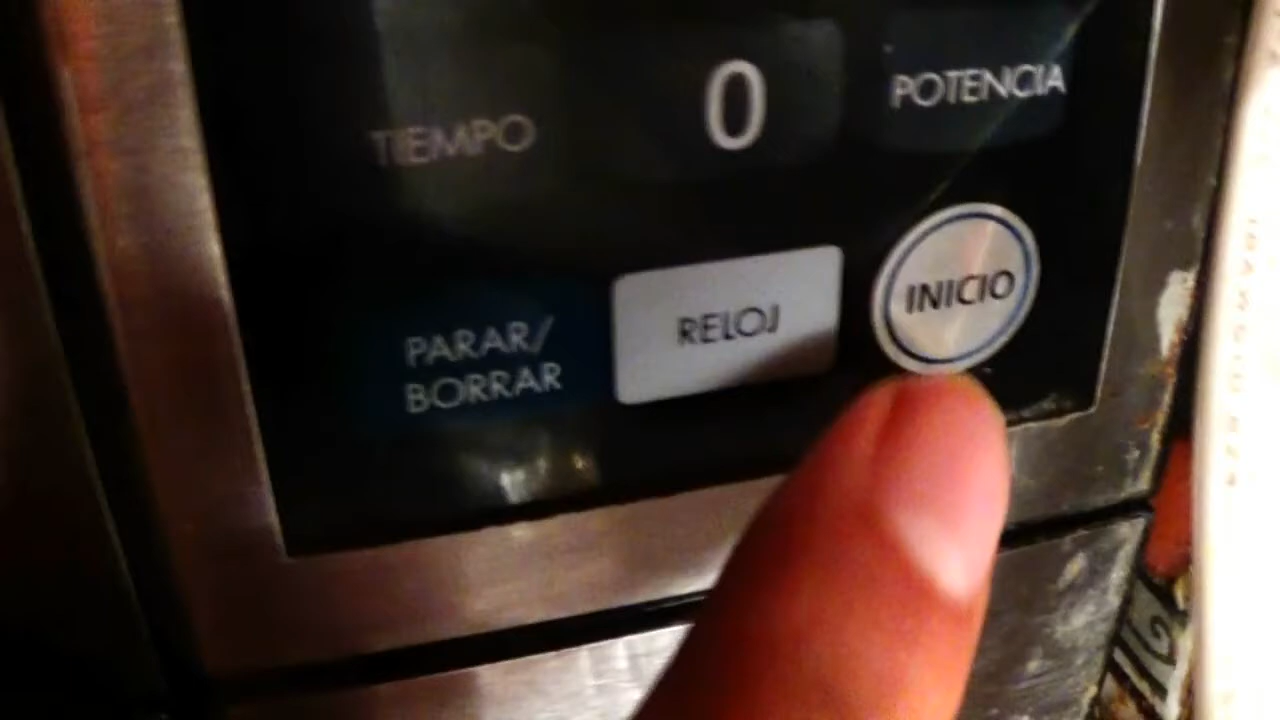 TIEMPO
0
POTENCIA
PARAR/
BORRAR
RELOJ
INICIO